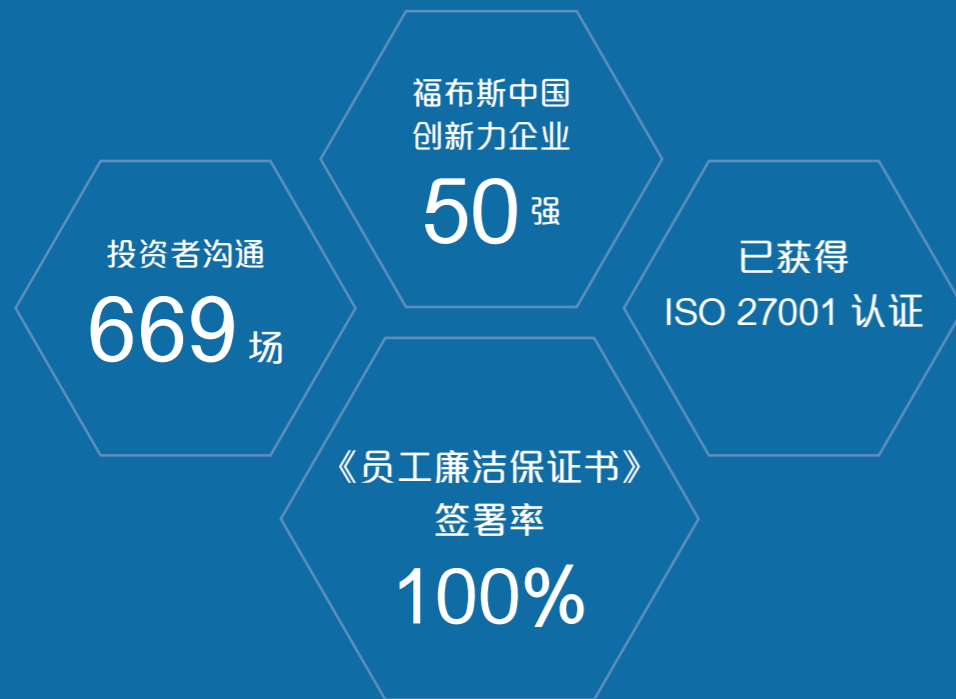 福布斯中国
创新力企业
50 强
投资者沟通
669 场
已获得
ISO 27001 认证
《员工廉洁保证书》
签署率
100%